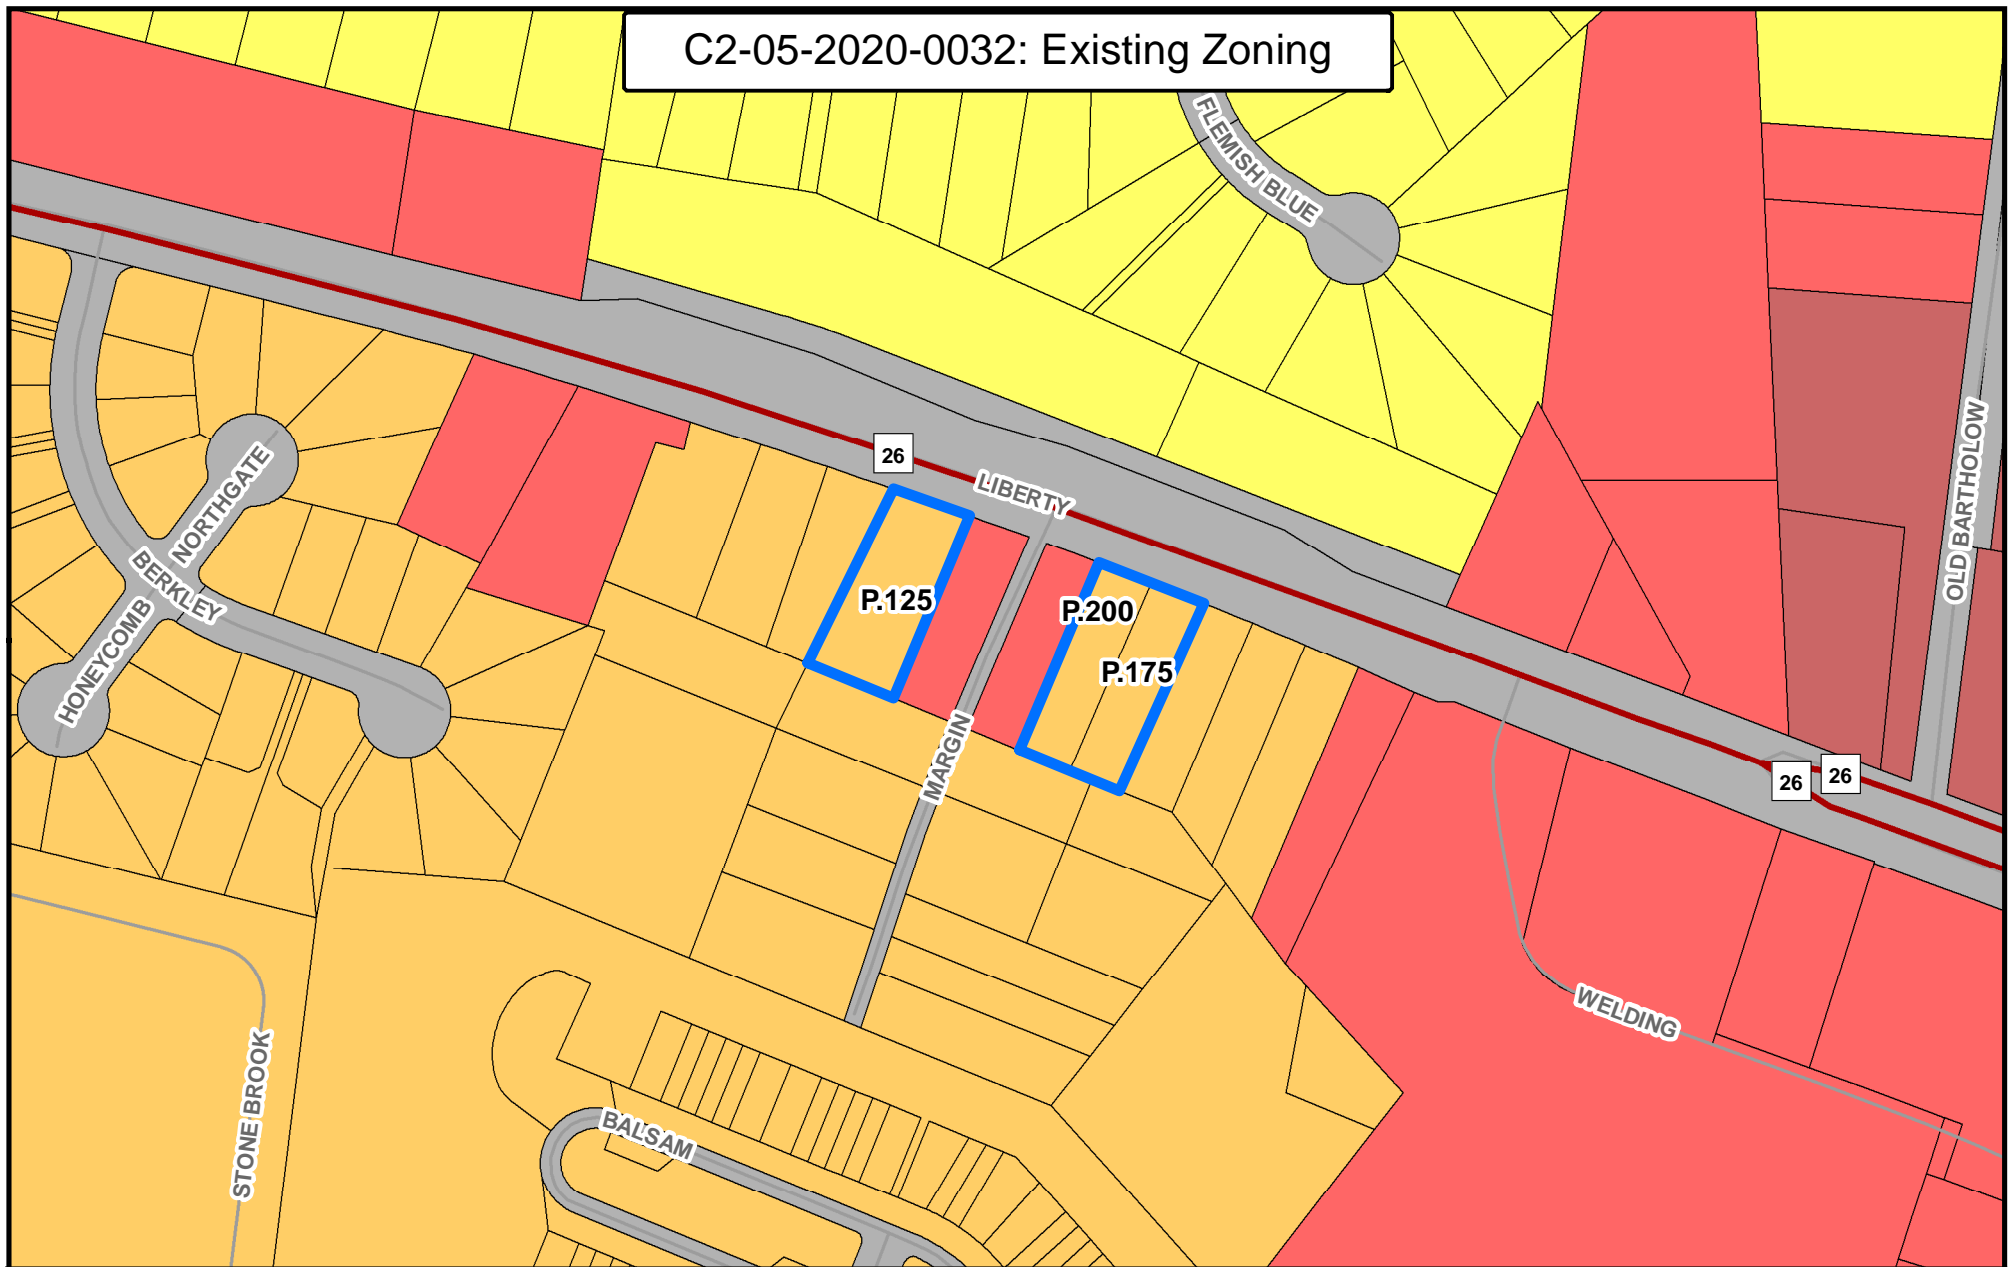 C2-05-2020-0032: Existing Zoning
FLEMISH BLUE
26
LIBERTY
OLD BARTHOLOW
NORTHGATE
BERKLEY
HONEYCOMB
P.125
P.200
P.175
MARGIN
26
26
WELDING
STONE BROOK
BALSAM